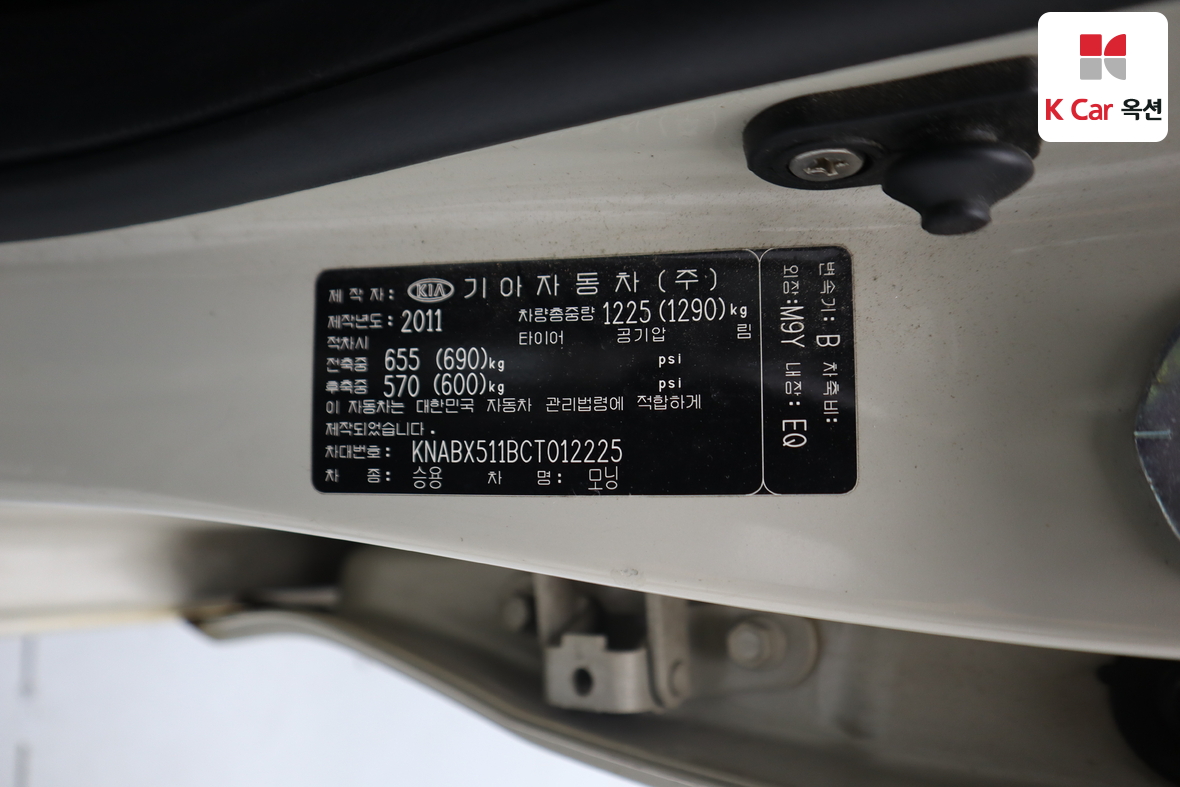 K Car 옥션
제 작 자: KIA 기아자동차(주)
제작년도: 2011 차량총중량 1225 (1290)kg
적차시 타이어 공기압 림
전축중 655 (690)kg psi
후축중 570 (600)kg psi
이 자동차는 대한민국 자동차 관리법령에 적합하게
제작되었습니다.
차대번호: KNABX511BCT012225
차 종: 승용 차 명: 모닝
변속기: B 차축비:
외장:M9Y 내장: EQ